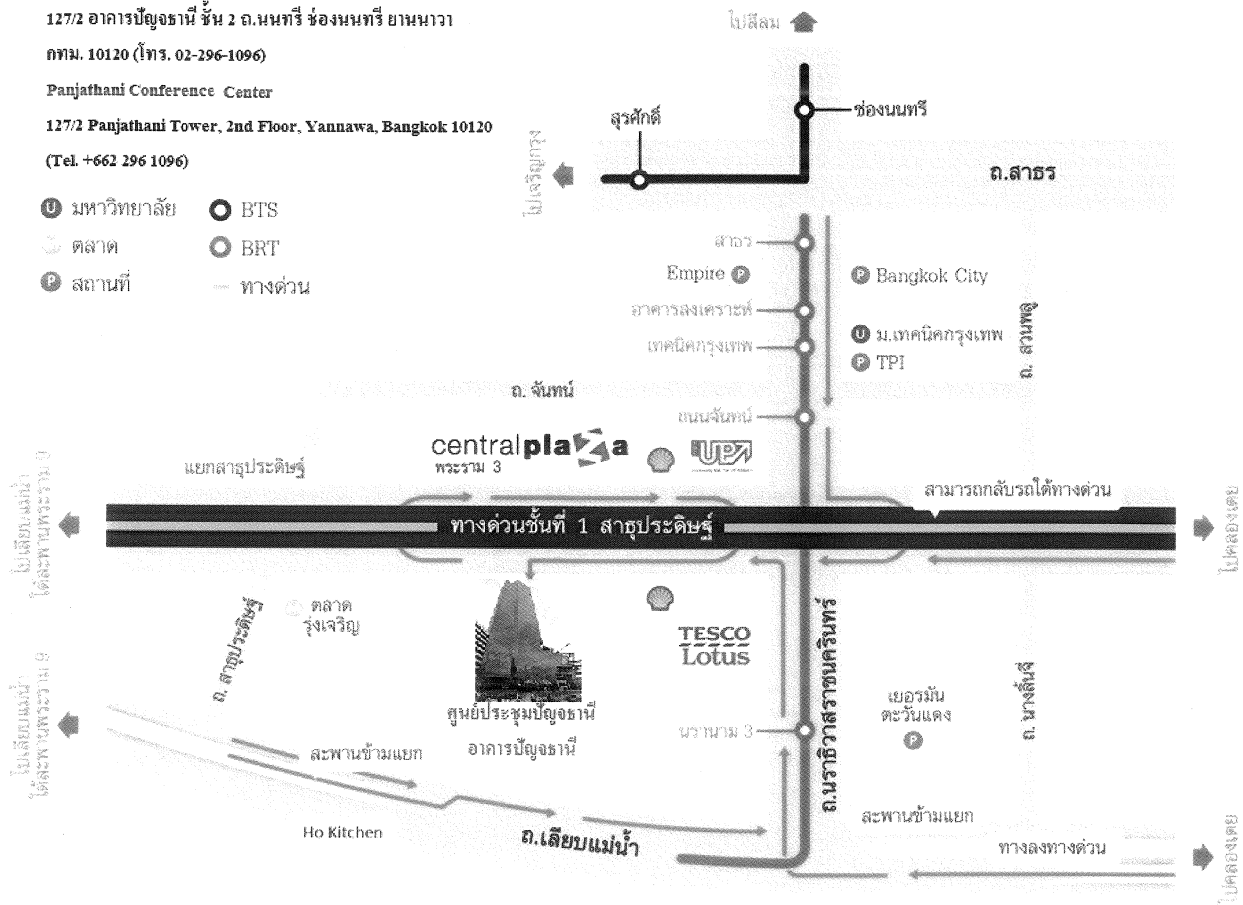 127/2 อาคารปัญจธานี ชั้น 2 ถ.นนทรี ช่องนนทรี ยานนาวา
กทม. 10120 (โทร. 02-296-1096)
Panjathani Conference Center
127/2 Panjathani Tower, 2nd Floor, Yannawa, Bangkok 10120
(Tel. +662 296 1096)
U มหาวิทยาลัย
BTS
ตลาด
BRT
P สถานที่
ทางด่วน
ไปสีลม
ช่องนนทรี
สุรศักดิ์
ไปเจริญกรุง
ถ.สาธร
สาธร
Empire P
P Bangkok City
อาคารสงเคราะห์
เทคนิคกรุงเทพ
U ม.เทคนิคกรุงเทพ
P TPI
ถ. สวนพลู
ถ. จันทน์
ถนนจันทน์
centralplaza
พระราม 3
UP
แยกสาธุประดิษฐ์
สามารถกลับรถใต้ทางด่วน
ไปเลียบแม่น้ำ
ใต้สะพานพระราม 9
ทางด่วนชั้นที่ 1 สาธุประดิษฐ์
ไปคลองเตย
ถ. สาธุประดิษฐ์
ตลาด
รุ่งเจริญ
TESCO
Lotus
ถ.นราธิวาสราชนครินทร์
ศูนย์ประชุมปัญจธานี
อาคารปัญจธานี
เยอรมัน
ตะวันแดง
P
ถ. นางลิ้นจี่
ไปเลียบแม่น้ำ
ใต้สะพานพระราม 9
สะพานข้ามแยก
Ho Kitchen
ถ.เลียบแม่น้ำ
สะพานข้ามแยก
ทางลงทางด่วน
ไปคลองเตย